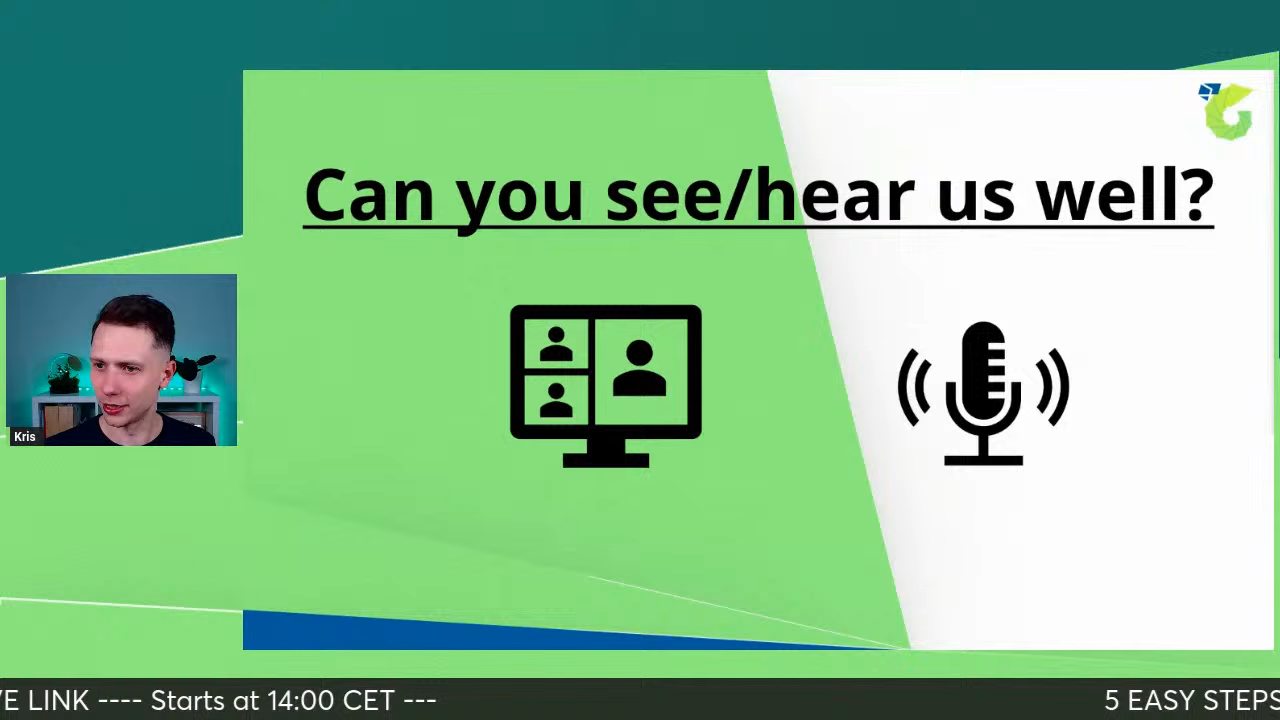 Can you see/hear us well?
Kris
LINK ---- Starts at 14:00 CET ---
5 EASY STEPS